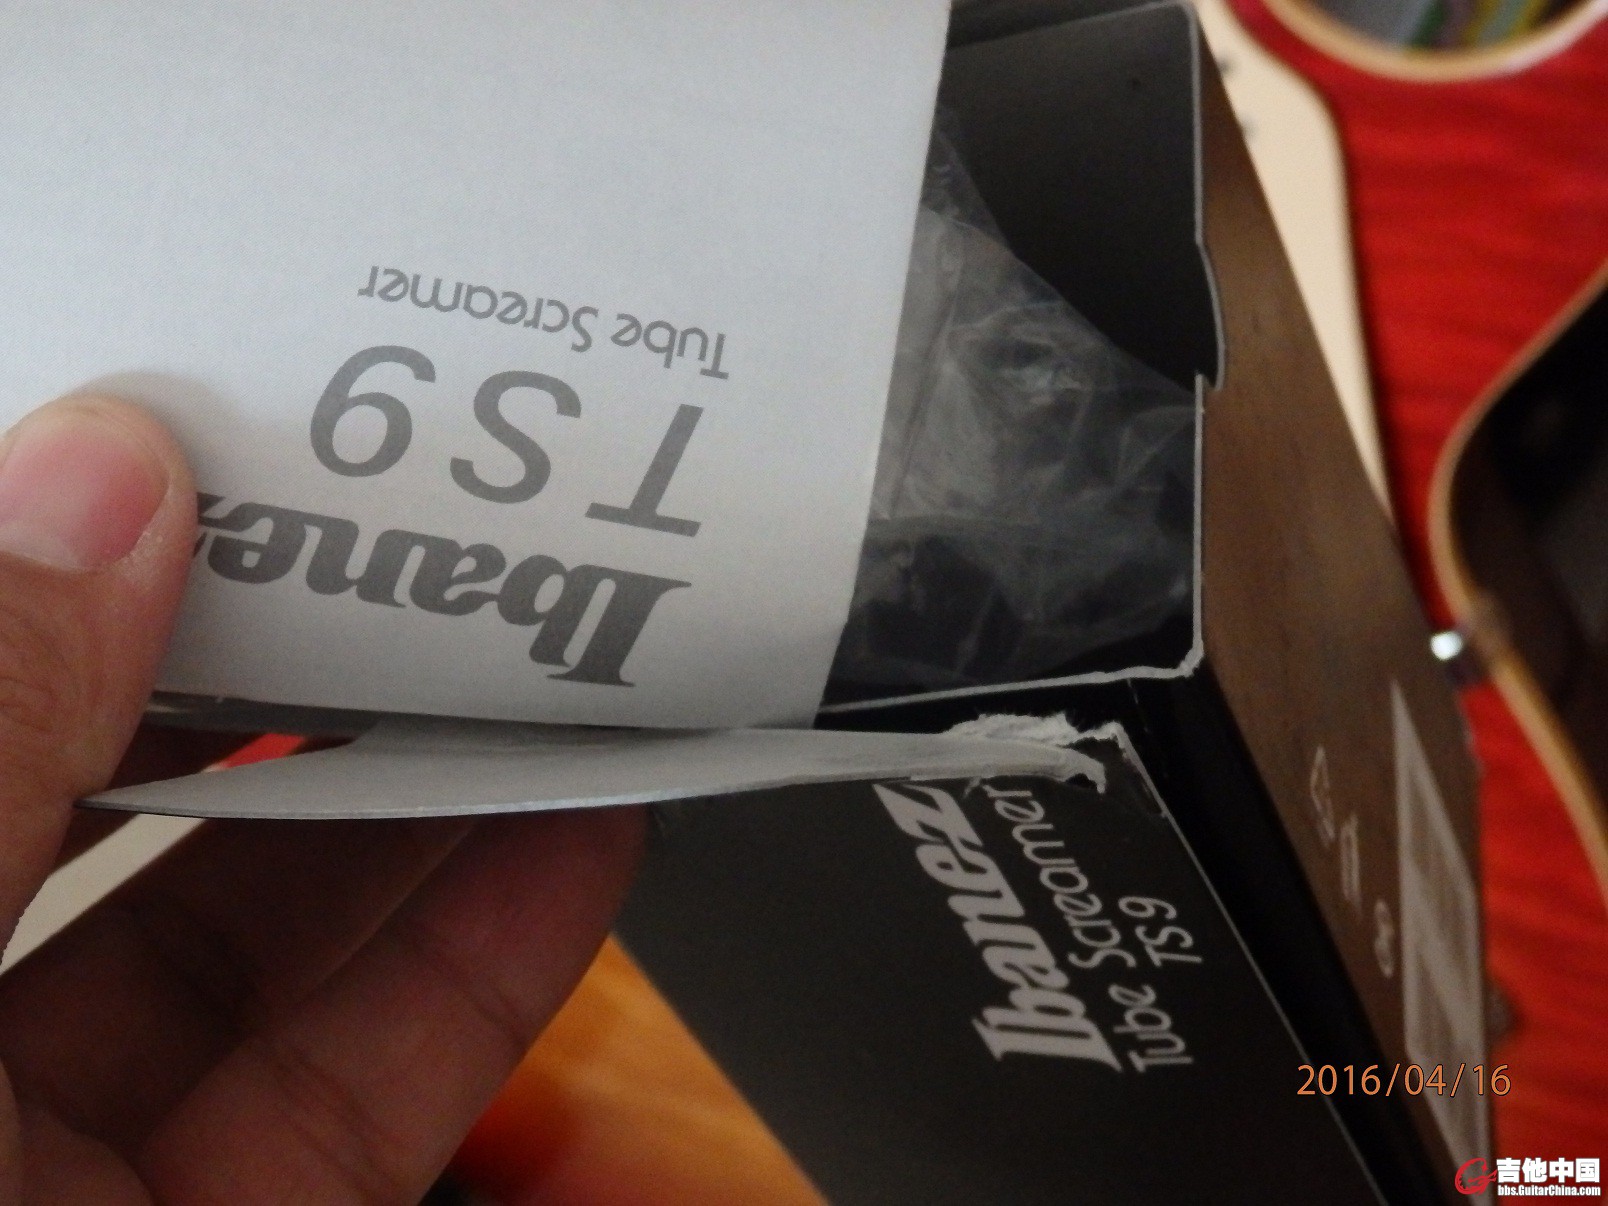 Ibanez
TS9
Tube Screamer
Ibanez
Tube Screamer
TS9
2016/04/16
吉他中国
bbs.GuitarChina.com